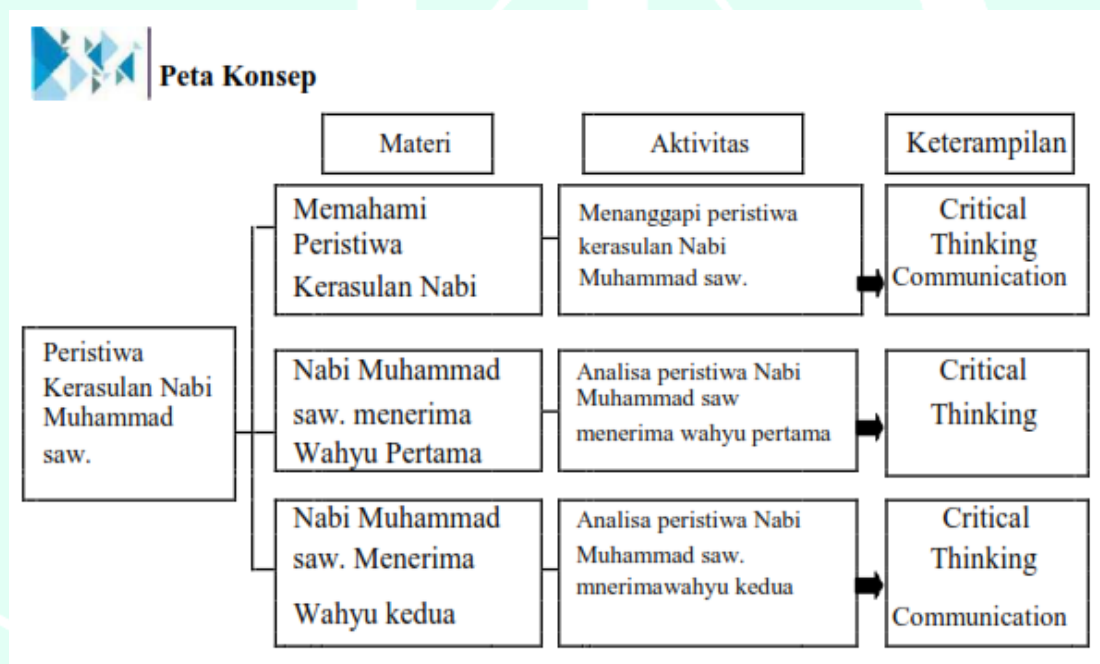 Peta Konsep
Materi
Aktivitas
Keterampilan
Peristiwa
Kerasulan Nabi
Muhammad
saw.
Memahami
Peristiwa
Kerasulan Nabi
Menanggapi peristiwa
kerasulan Nabi
Muhammad saw.
Critical
Thinking
Communication
Nabi Muhammad
saw. menerima
Wahyu Pertama
Analisa peristiwa Nabi
Muhammad saw
menerima wahyu pertama
Critical
Thinking
Nabi Muhammad
saw. Menerima
Wahyu kedua
Analisa peristiwa Nabi
Muhammad saw.
mnerimawahyu kedua
Critical
Thinking
Communication